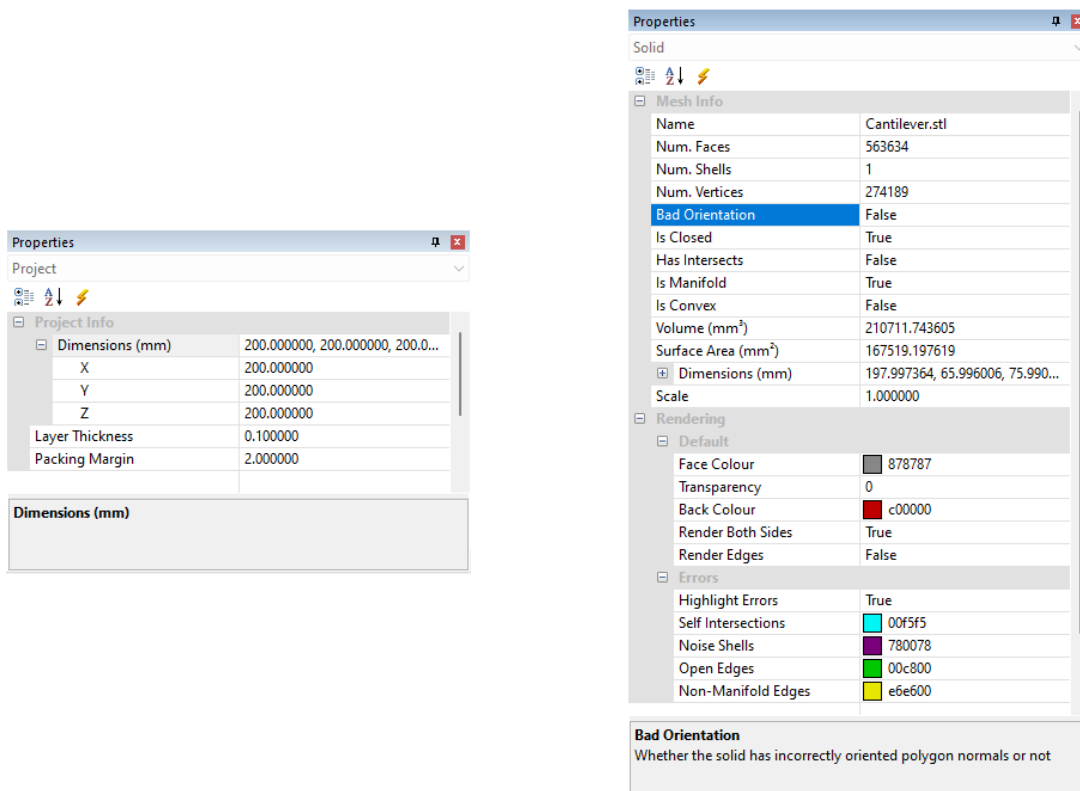 Properties
Project
Project Info
Dimensions (mm) 200.000000, 200.000000, 200.0...
X 200.000000
Y 200.000000
Z 200.000000
Layer Thickness 0.100000
Packing Margin 2.000000
Dimensions (mm)
Properties
Solid
Mesh Info
Name Cantilever.stl
Num. Faces 563634
Num. Shells 1
Num. Vertices 274189
Bad Orientation False
Is Closed True
Has Intersects False
Is Manifold True
Is Convex False
Volume (mm³) 210711.743605
Surface Area (mm²) 167519.197619
Dimensions (mm) 197.997364, 65.996006, 75.990...
Scale 1.000000
Rendering
Default
Face Colour 878787
Transparency 0
Back Colour c00000
Render Both Sides True
Render Edges False
Errors
Highlight Errors True
Self Intersections 00f5f5
Noise Shells 780078
Open Edges 00c800
Non-Manifold Edges e6e600
Bad Orientation
Whether the solid has incorrectly oriented polygon normals or not